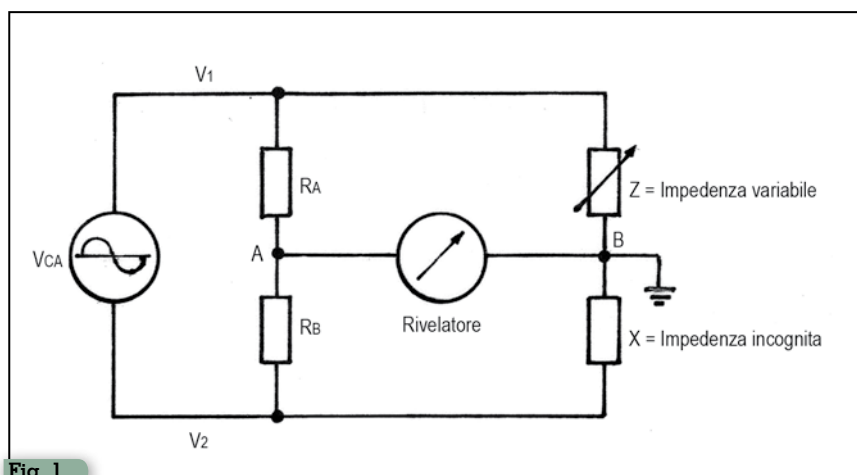 V1
RA
Z = Impedenza variabile
VCA
A
B
RB
Rivelatore
X = Impedenza incognita
V2
Fig. 1